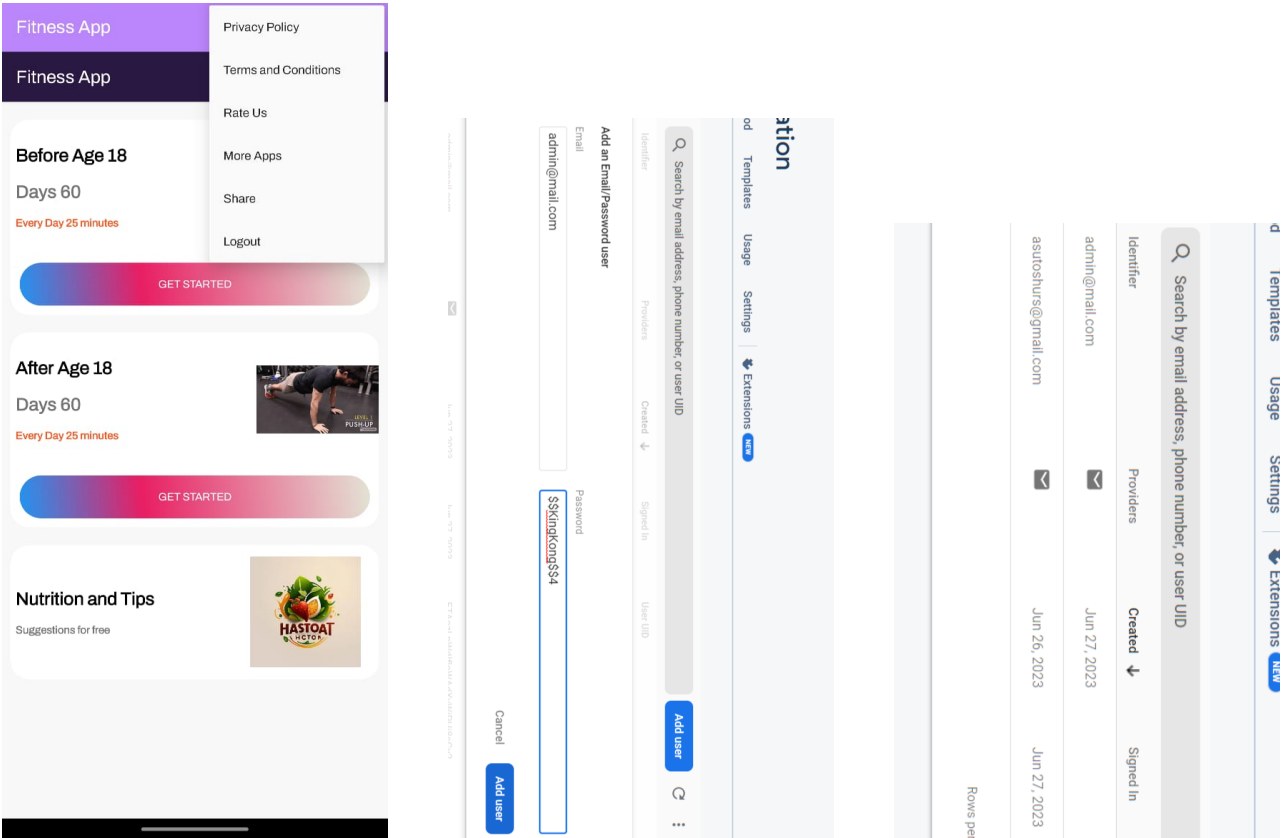 Fitness App
Fitness App
Privacy Policy
Terms and Conditions
Rate Us
More Apps
Share
Logout
Before Age 18
Days 60
Every Day 25 minutes
GET STARTED
After Age 18
Days 60
Every Day 25 minutes
PUSH-UP
GET STARTED
Nutrition and Tips
Suggestions for free
HASTOAT
ation
od Templates Usage Settings Extensions NEW
Search by email address, phone number, or user UID
Add user
Identifier Providers Created Signed In User UID
Add an Email/Password user
Email Password
admin@mail.com $$KingKong$$4
Cancel Add user
d Templates Usage Settings Extensions NEW
Search by email address, phone number, or user UID
Identifier Providers Created Signed In
admin@mail.com Jun 27, 2023
asutoshurs@gmail.com Jun 26, 2023 Jun 27, 2023
Rows per